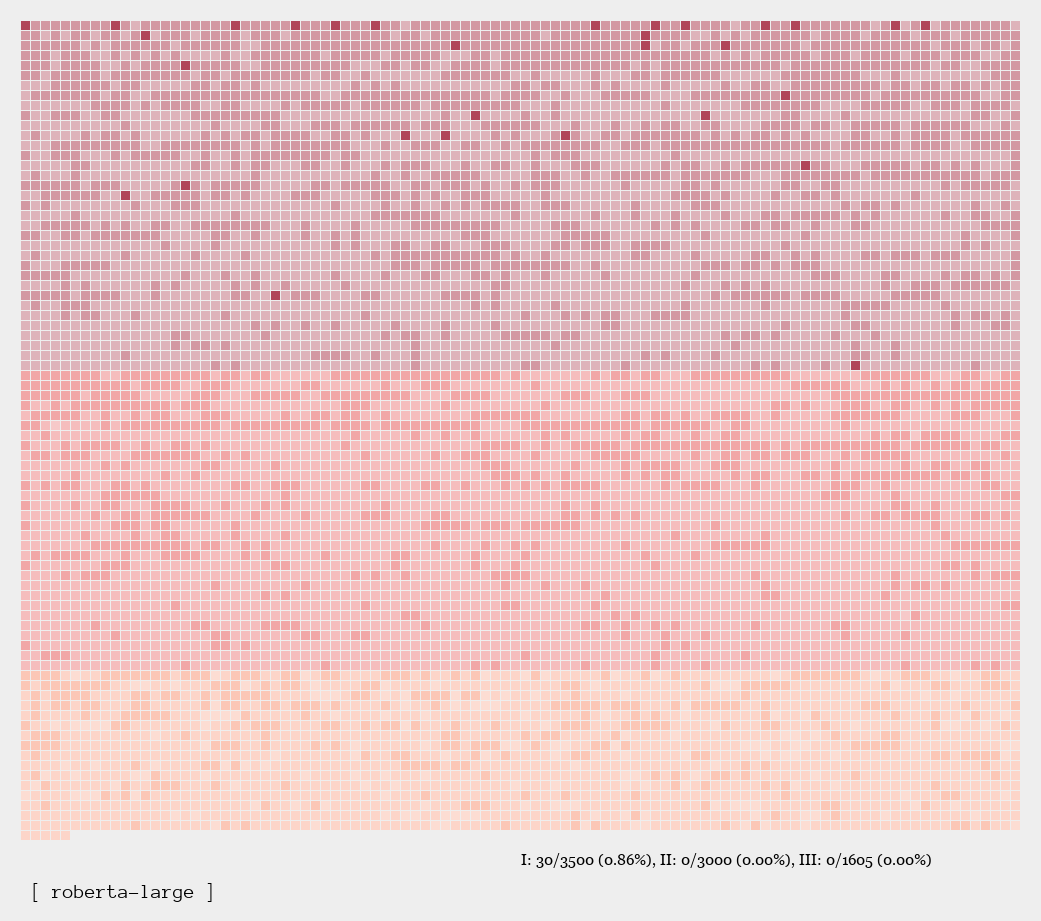 I: 30/3500 (0.86%), II: 0/3000 (0.00%), III: 0/1605 (0.00%)
[ roberta-large ]